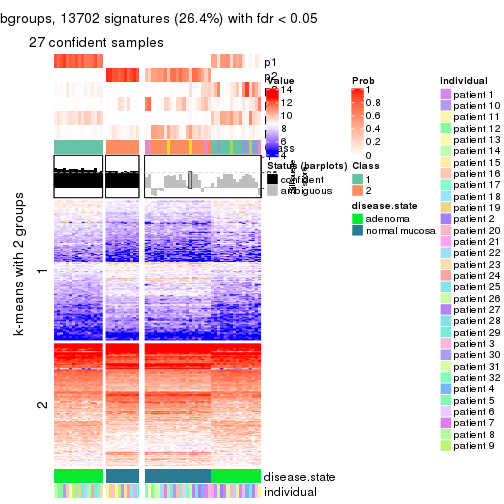 bgroups, 13702 signatures (26.4%) with fdr < 0.05
27 confident samples
p1
p2
Value
14
12
10
8
6
4
Prob
1
0.8
0.6
0.4
0.2
0
individual
patient 1
patient 10
patient 11
patient 12
patient 13
patient 14
patient 15
patient 16
patient 17
patient 18
patient 19
patient 2
patient 20
patient 21
patient 22
patient 23
patient 24
patient 25
patient 26
patient 27
patient 28
patient 29
patient 3
patient 30
patient 31
patient 32
patient 4
patient 5
patient 6
patient 7
patient 8
patient 9
Status (barplots)
confident
ambiguous
Class
1
2
disease.state
adenoma
normal mucosa
k-means with 2 groups
1
2
disease.state
individual